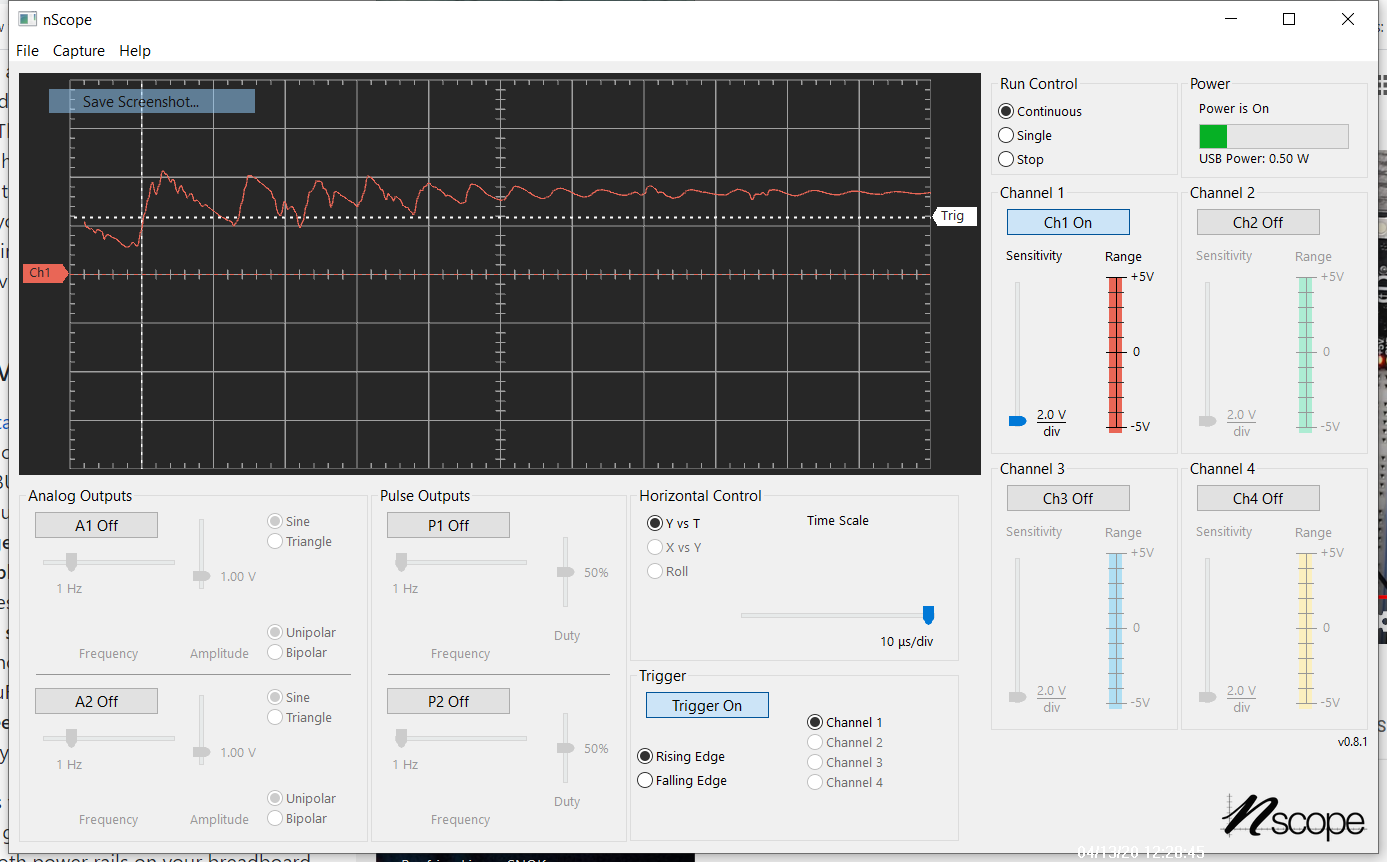 nScope
File Capture Help
Save Screenshot...
Trig
Ch1
Run Control
Continuous
Single
Stop
Power
Power is On
USB Power: 0.50 W
Channel 1
Ch1 On
Sensitivity
Range
+5V
0
-5V
2.0 V
div
Channel 2
Ch2 Off
Sensitivity
Range
+5V
0
-5V
2.0 V
div
Channel 3
Ch3 Off
Sensitivity
Range
+5V
0
-5V
2.0 V
div
Channel 4
Ch4 Off
Sensitivity
Range
+5V
0
-5V
2.0 V
div
Analog Outputs
A1 Off
Sine
Triangle
1 Hz
1.00 V
Unipolar
Bipolar
Frequency
Amplitude
A2 Off
Sine
Triangle
1 Hz
1.00 V
Unipolar
Bipolar
Frequency
Amplitude
Pulse Outputs
P1 Off
1 Hz
50%
Duty
Frequency
P2 Off
1 Hz
50%
Duty
Frequency
Horizontal Control
Y vs T
X vs Y
Roll
Time Scale
10 µs/div
Trigger
Trigger On
Rising Edge
Falling Edge
Channel 1
Channel 2
Channel 3
Channel 4
v0.8.1
nscope
power rails on your breadboard
04/13/20 12:28:45